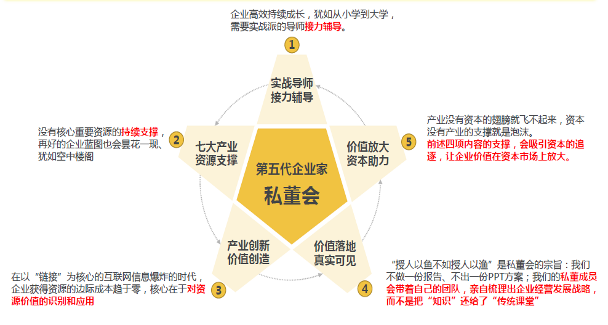 企业高效持续成长，犹如从小学到大学，
需要实战派的导师接力辅导。
1
实战导师
接力辅导
没有核心重要资源的持续支撑，
再好的企业蓝图也会昙花一现、
犹如空中楼阁
2
七大产业
资源支撑
第五代企业家
私董会
价值放大
资本助力
5
产业没有资本的翅膀就飞不起来，资本
没有产业的支撑就是泡沫。
前述四项内容的支撑，会吸引资本的追
逐，让企业价值在资本市场上放大。
产业创新
价值创造
3
在以“链接”为核心的互联网信息爆炸的时代，
企业获得资源的边际成本趋于零，核心在于对资
源价值的识别和应用
价值落地
真实可见
4
“授人以鱼不如授人以渔”是私董会的宗旨：我们
不做一份报告、不出一份PPT方案；我们的私董成员
会带着自己的团队，亲自梳理出企业经营发展战略，
而不是把“知识”还给了“传统课堂”